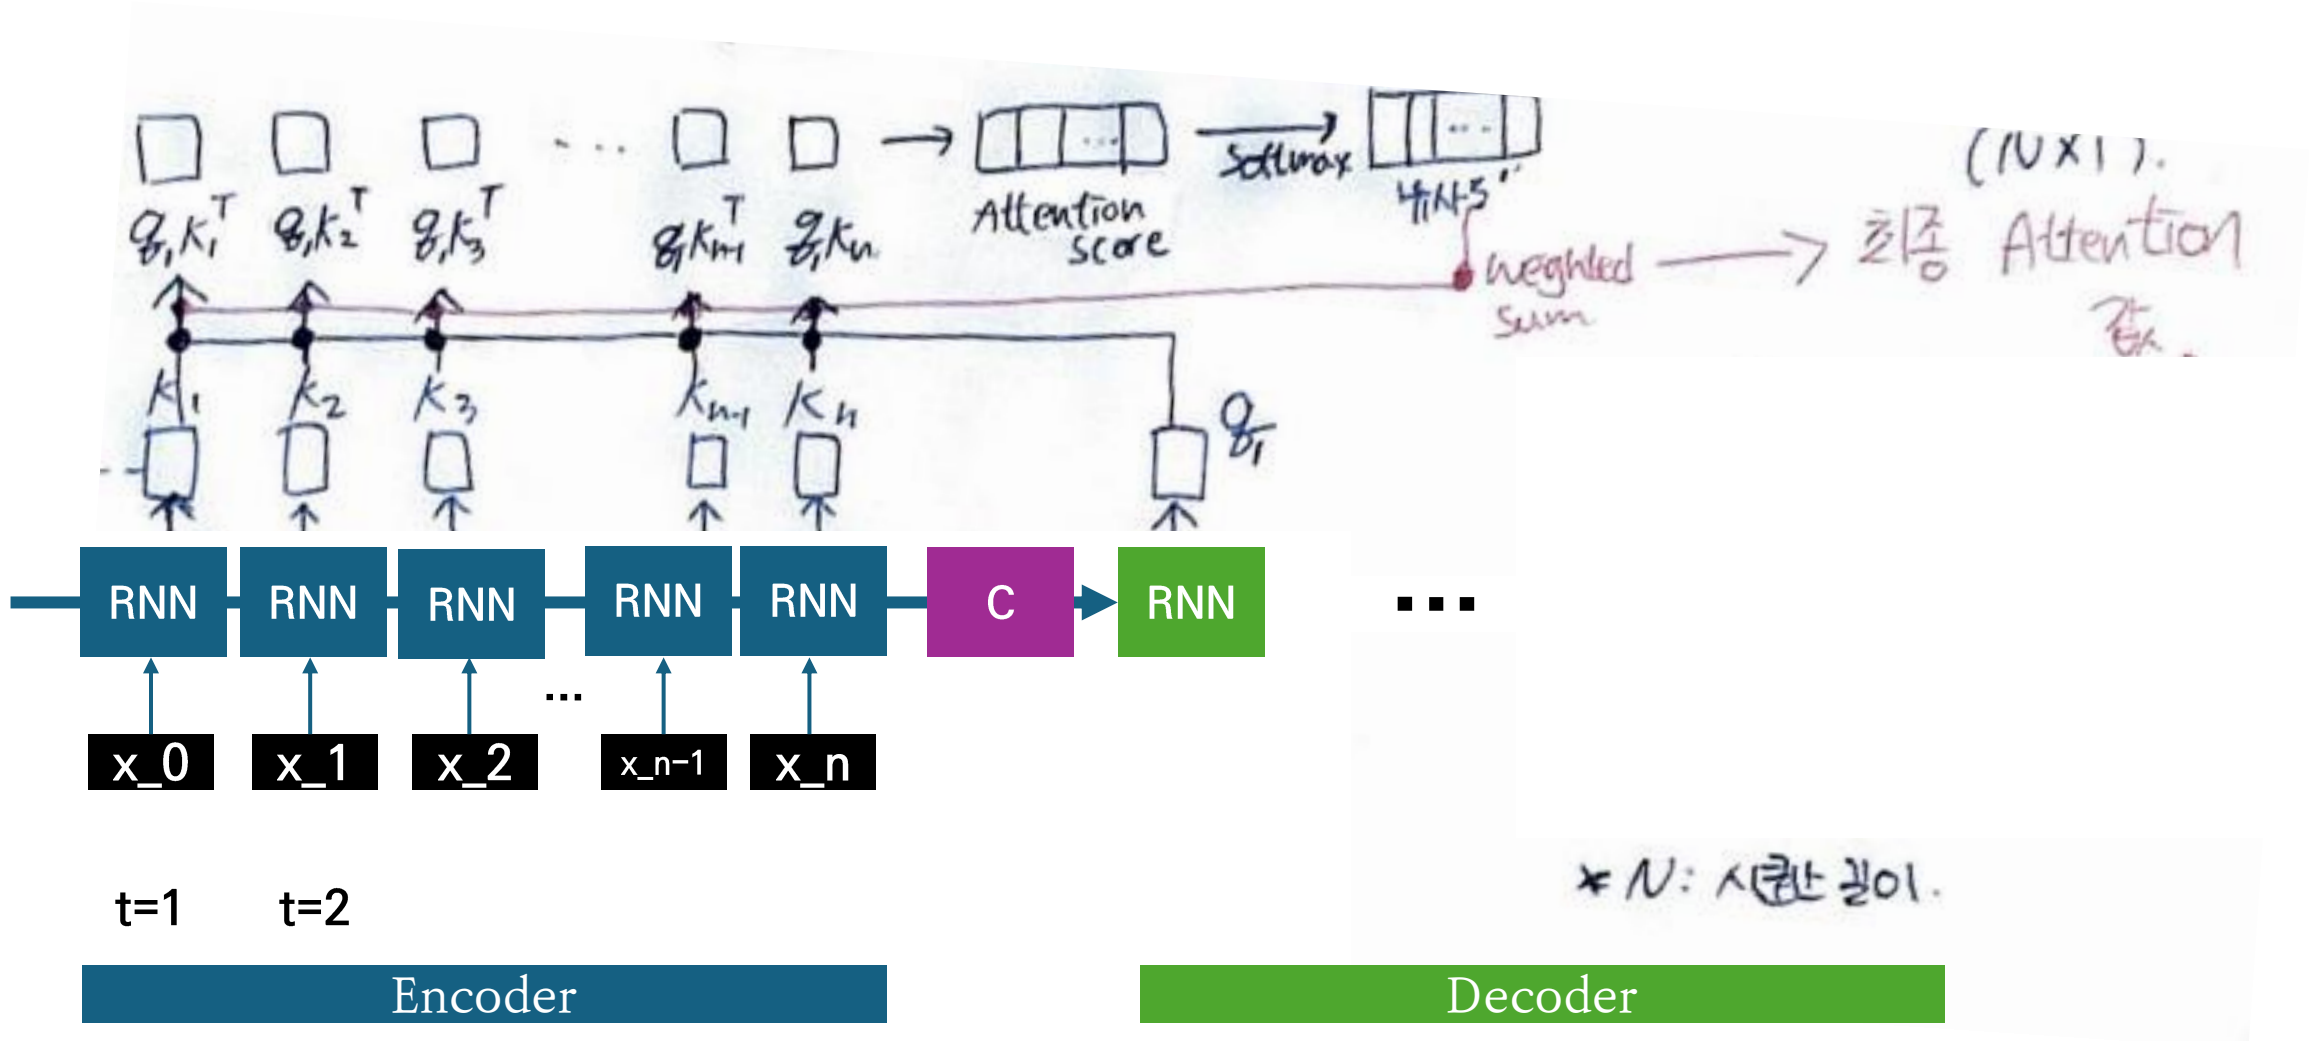 (N×1).
q₁k₁ᵀ q₁k₂ᵀ q₁k₃ᵀ ... q₁kₙ₋₁ᵀ q₁kₙ
Attention
score
Softmax
...
weghted
sum
최종 Attention
값.
k₁ k₂ k₃ kₙ₋₁ kₙ
q₁
RNN RNN RNN RNN RNN C RNN ...
...
x_0 x_1 x_2 x_n-1 x_n
* N: 시퀀스 길이.
t=1 t=2
Encoder Decoder